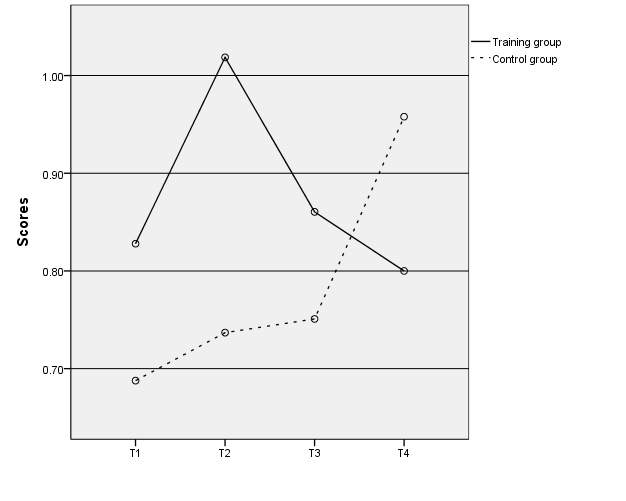 Training group
Control group
1.00
0.90
0.80
0.70
Scores
T1 T2 T3 T4